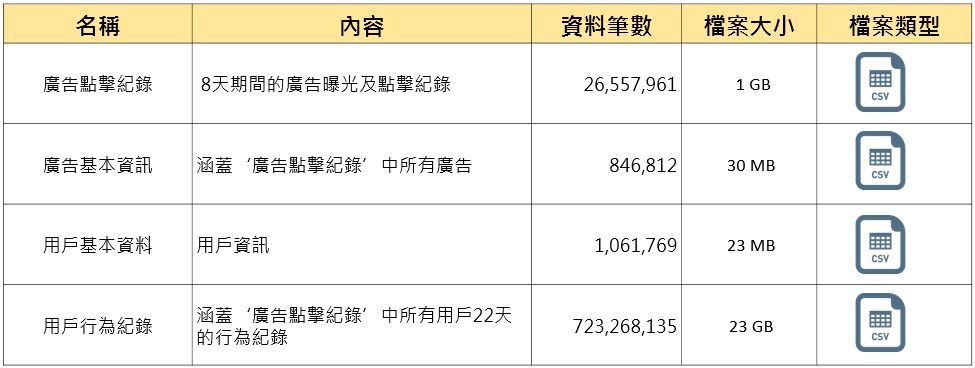 名稱 內容 資料筆數 檔案大小 檔案類型
廣告點擊紀錄 8天期間的廣告曝光及點擊紀錄 26,557,961 1 GB CSV
廣告基本資訊 涵蓋‘廣告點擊紀錄’中所有廣告 846,812 30 MB CSV
用戶基本資料 用戶資訊 1,061,769 23 MB CSV
用戶行為紀錄 涵蓋‘廣告點擊紀錄’中所有用戶22天 723,268,135 23 GB CSV
的行為紀錄